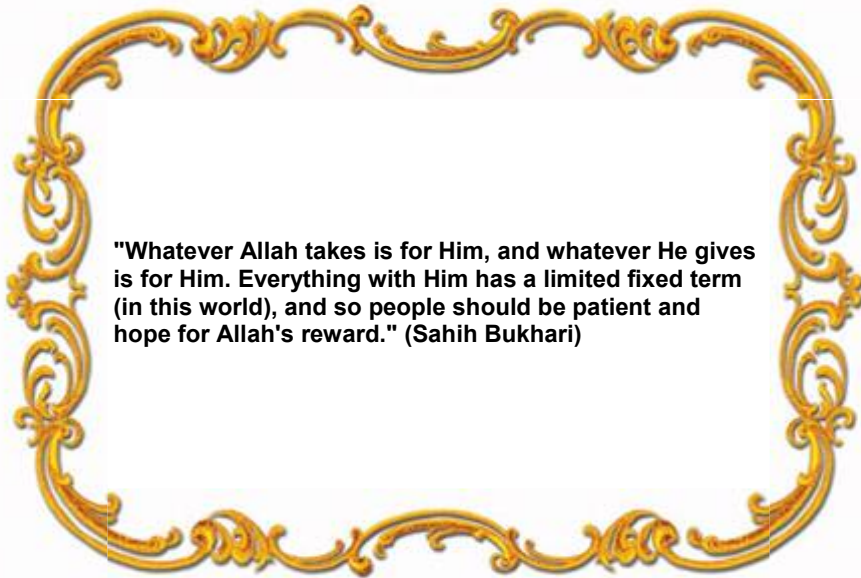 "Whatever Allah takes is for Him, and whatever He gives
is for Him. Everything with Him has a limited fixed term
(in this world), and so people should be patient and
hope for Allah's reward." (Sahih Bukhari)